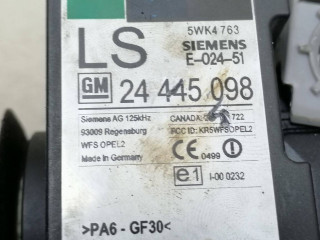 LS
5WK4 763
SIEMENS
E-024-51
GM 24 445 098
Siemens AG 125kHz
93009 Regensburg
WFS OPEL2
Made in Germany
CANADA: 722
FCC ID: KR5WFSOPEL2
CE 0499
e1 I-00 0232
>PA6 - GF30<